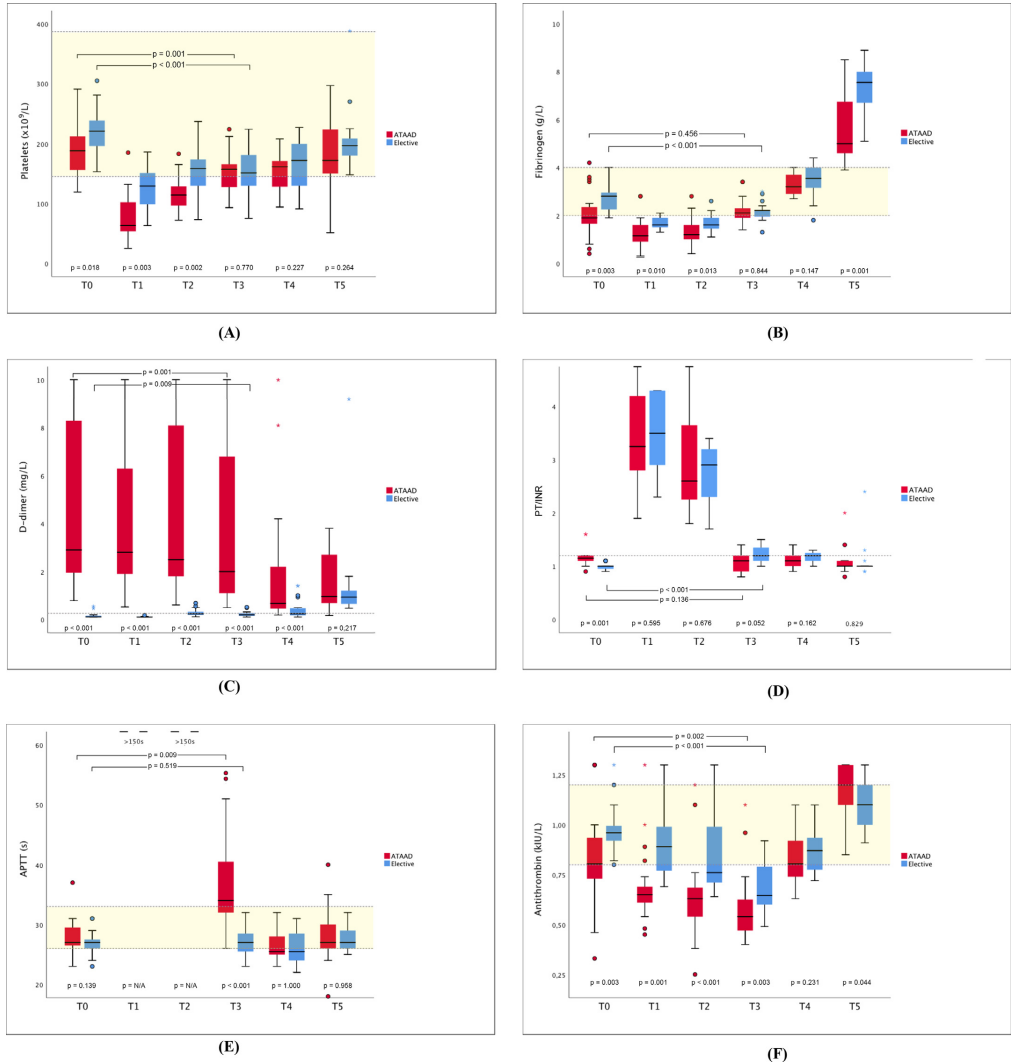 400
300
200
100
0
Platelets (x10⁹/L)
p = 0.001
p < 0.001
ATAAD
Elective
p = 0.018 p = 0.003 p = 0.002 p = 0.770 p = 0.227 p = 0.264
T0 T1 T2 T3 T4 T5
(A)
10
8
6
4
2
0
Fibrinogen (g/L)
p = 0.456
p < 0.001
ATAAD
Elective
p = 0.003 p = 0.010 p = 0.013 p = 0.844 p = 0.147 p = 0.001
T0 T1 T2 T3 T4 T5
(B)
10
8
6
4
2
0
D-dimer (mg/L)
p = 0.001
p = 0.009
ATAAD
Elective
p < 0.001 p < 0.001 p < 0.001 p < 0.001 p < 0.001 p = 0.217
T0 T1 T2 T3 T4 T5
(C)
4
3
2
1
0
PT/INR
ATAAD
Elective
p < 0.001
p = 0.136
p = 0.001 p = 0.595 p = 0.676 p = 0.052 p = 0.162 0.829
T0 T1 T2 T3 T4 T5
(D)
60
50
40
30
20
APTT (s)
>150s >150s
p = 0.009
p = 0.519
ATAAD
Elective
p = 0.139 p = N/A p = N/A p < 0.001 p = 1.000 p = 0.958
T0 T1 T2 T3 T4 T5
(E)
1,25
1,00
0,75
0,50
0,25
Antithrombin (kIU/L)
p = 0.002
p < 0.001
ATAAD
Elective
p = 0.003 p = 0.001 p < 0.001 p = 0.003 p = 0.231 p = 0.044
T0 T1 T2 T3 T4 T5
(F)